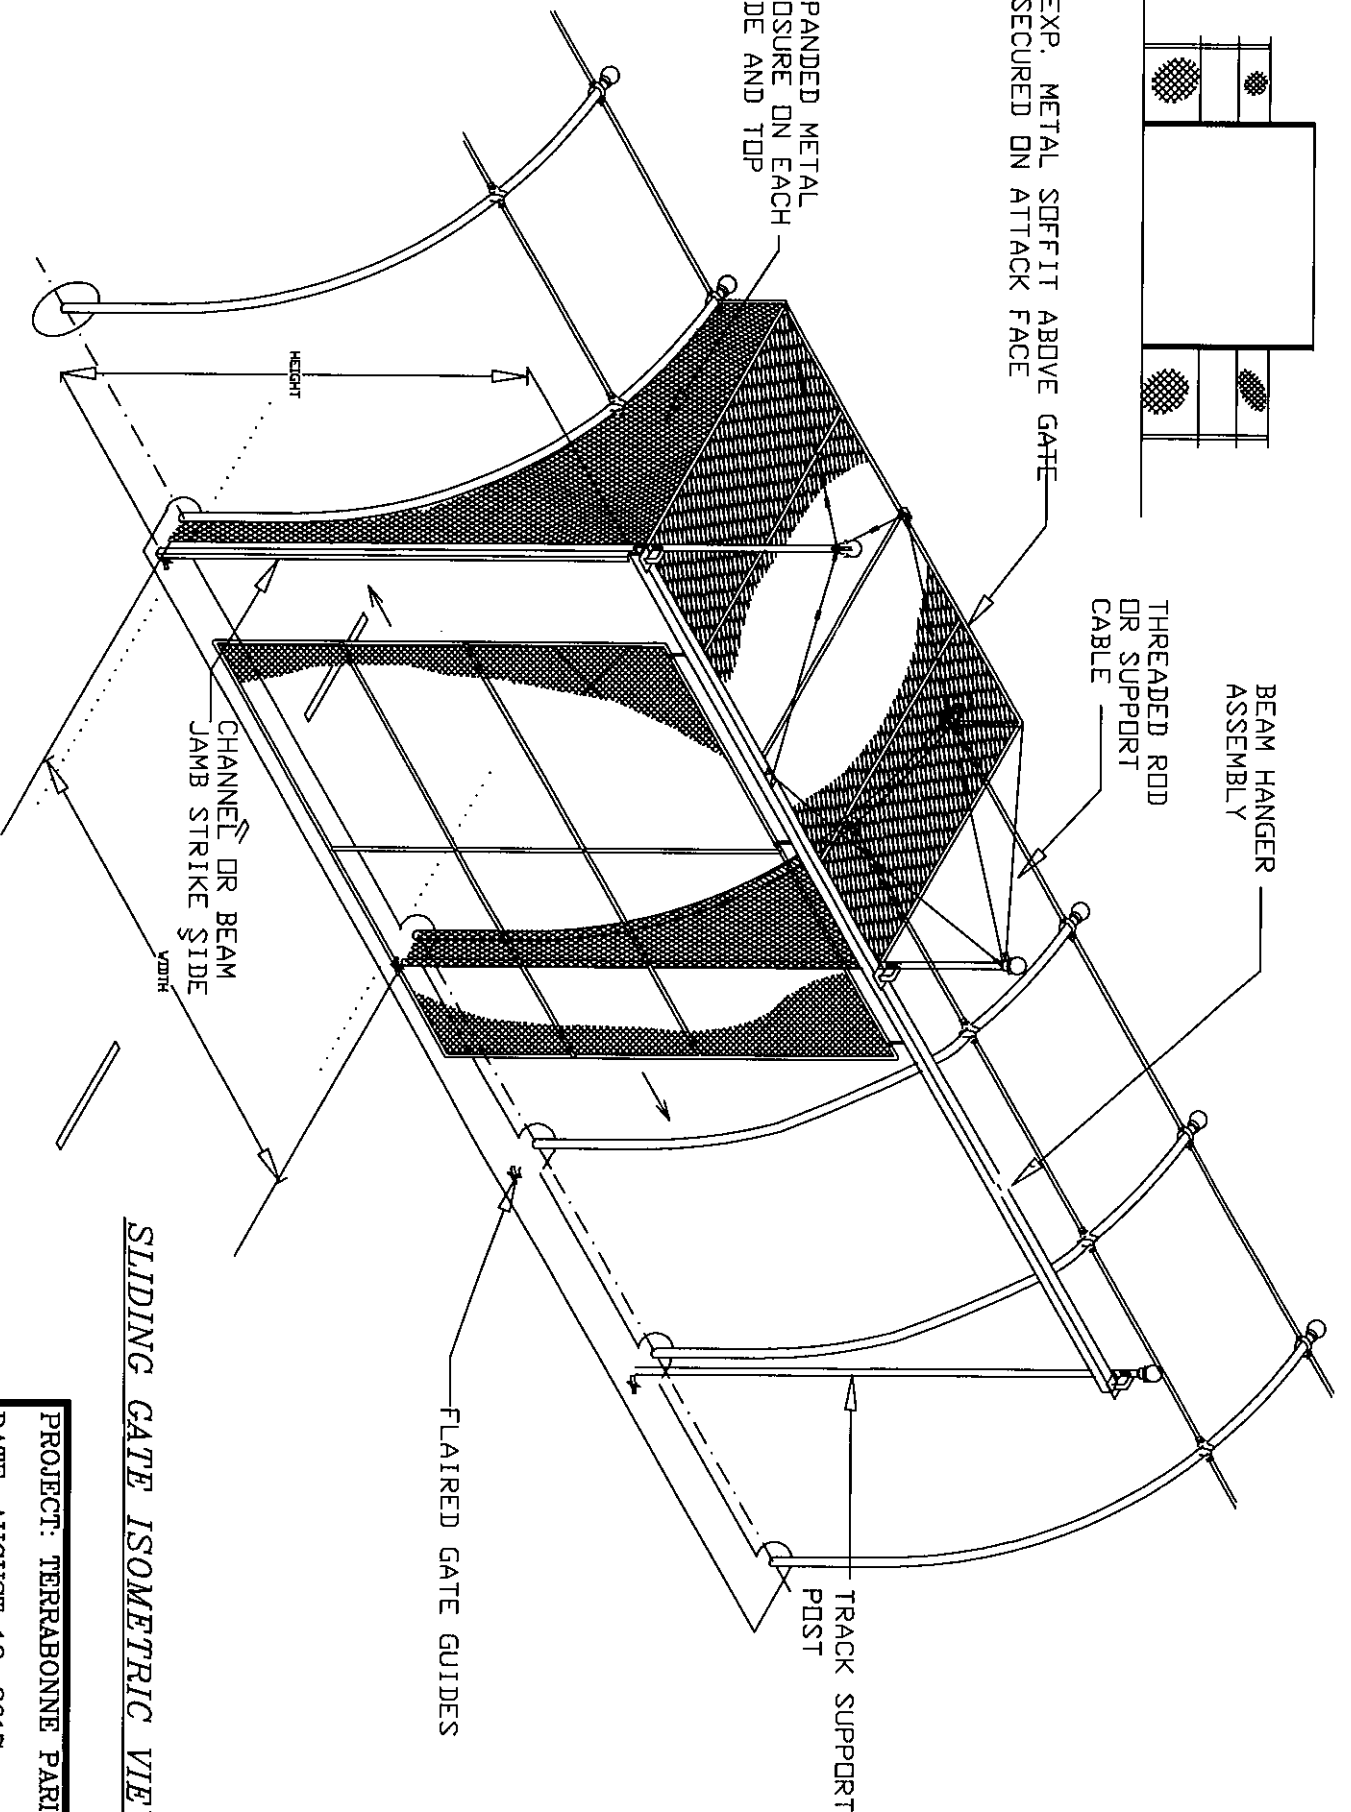 EXP. METAL SOFFIT ABOVE GATE
SECURED ON ATTACK FACE
PANDED METAL
OSURE ON EACH
DE AND TOP
BEAM HANGER
ASSEMBLY
THREADED ROD
OR SUPPORT
CABLE
HEIGHT
CHANNEL OR BEAM
JAMB STRIKE SIDE
WIDTH
TRACK SUPPORT
POST
FLAIRED GATE GUIDES
SLIDING GATE ISOMETRIC VIE
PROJECT: TERRABONNE PARI